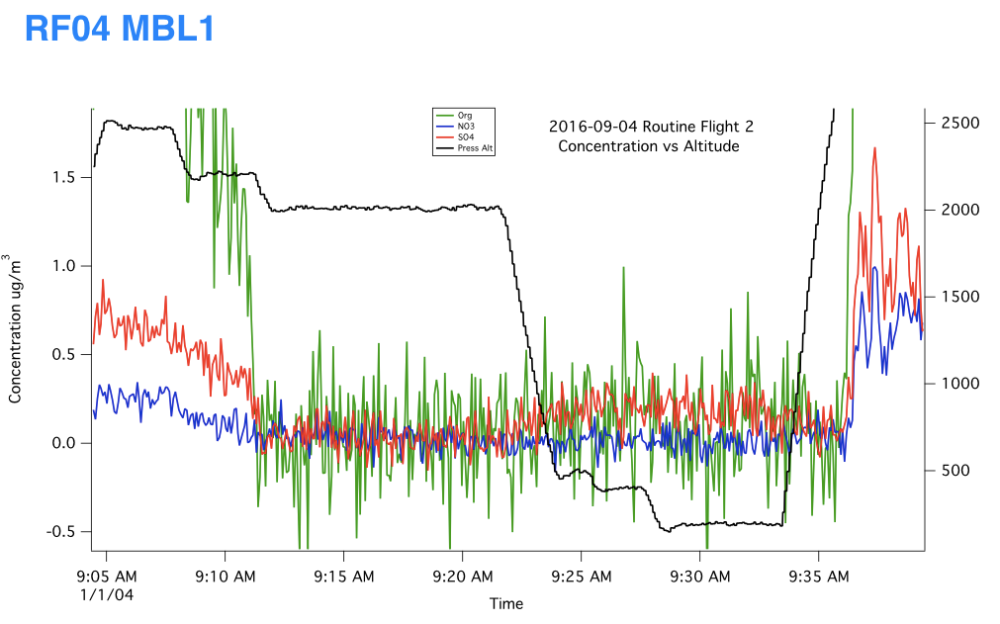 RF04 MBL1
Org
NO3
SO4
Press Alt
2016-09-04 Routine Flight 2
Concentration vs Altitude
Concentration ug/m³
1.5
1.0
0.5
0.0
-0.5
2500
2000
1500
1000
500
9:05 AM 9:10 AM 9:15 AM 9:20 AM 9:25 AM 9:30 AM 9:35 AM
1/1/04
Time